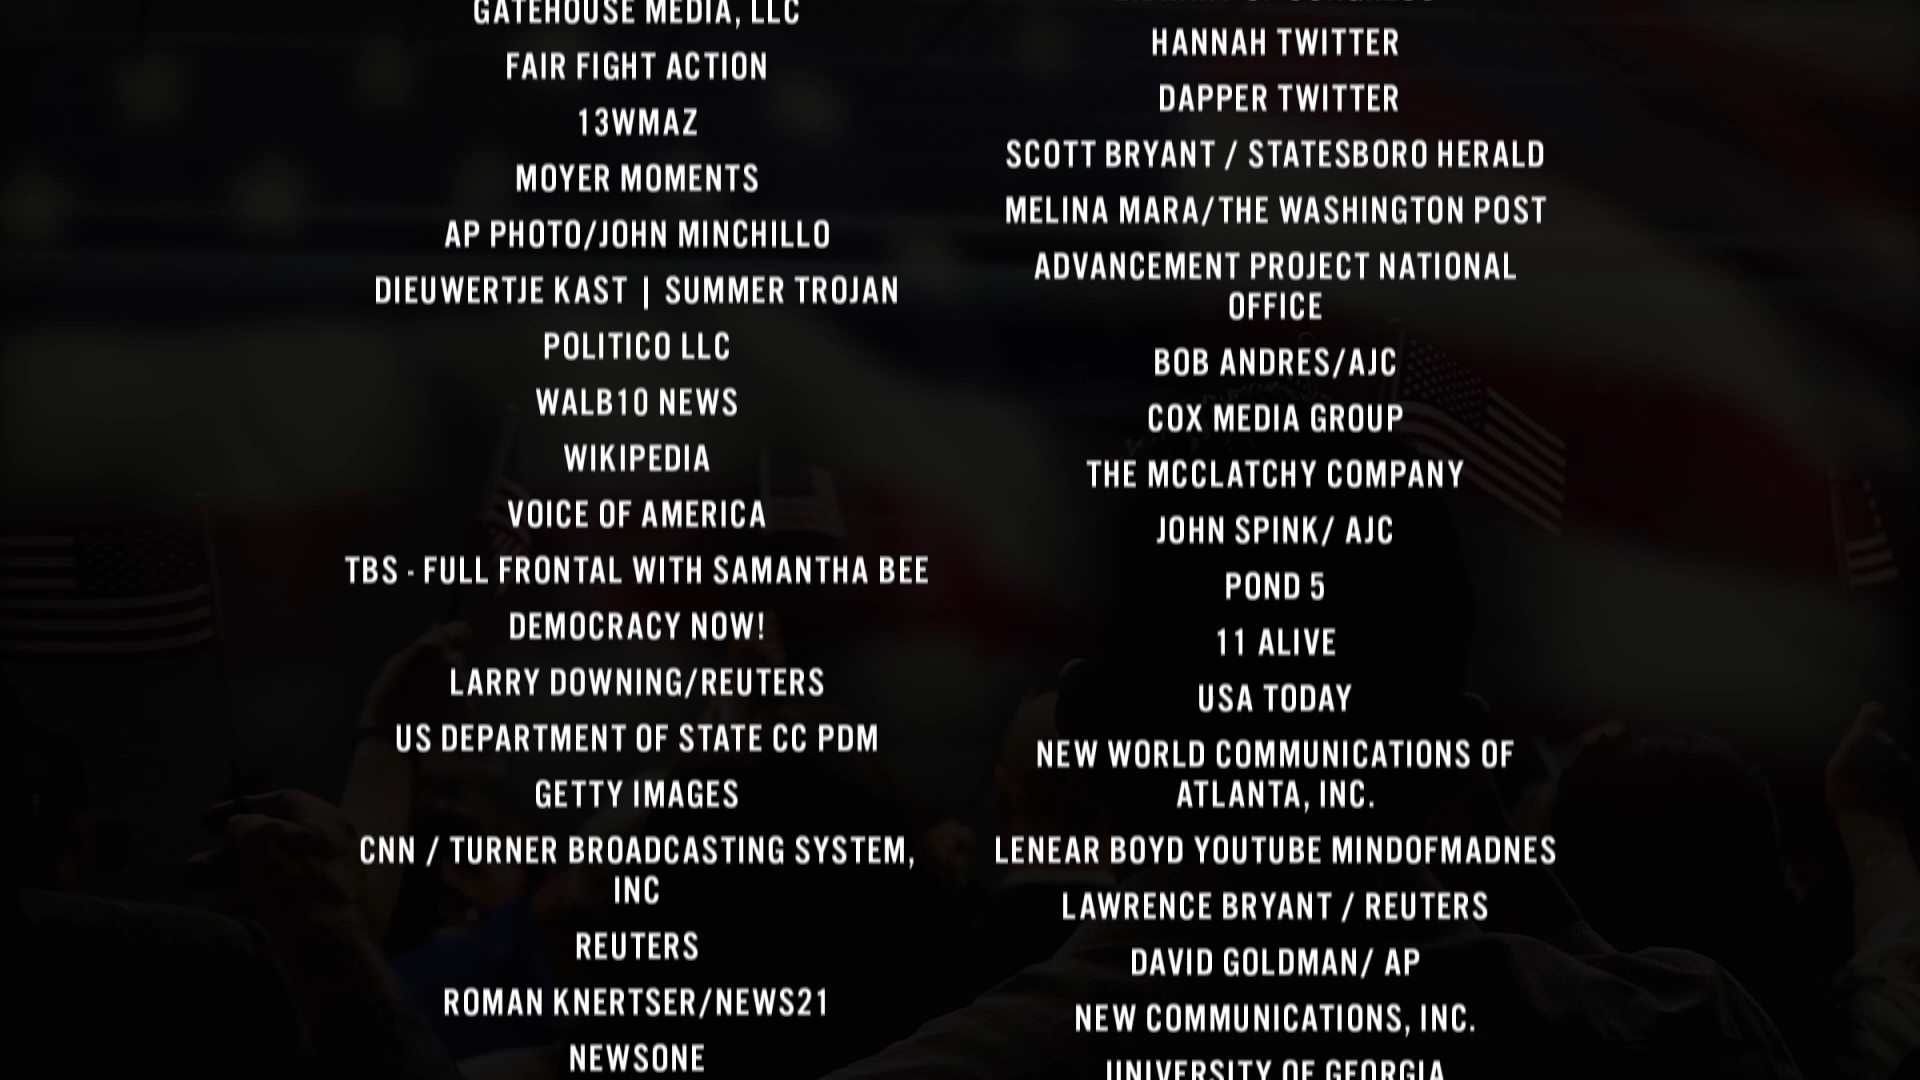 GATEHOUSE MEDIA, LLC
FAIR FIGHT ACTION
13WMAZ
MOYER MOMENTS
AP PHOTO/JOHN MINCHILLO
DIEUWERTJE KAST | SUMMER TROJAN
POLITICO LLC
WALB10 NEWS
WIKIPEDIA
VOICE OF AMERICA
TBS - FULL FRONTAL WITH SAMANTHA BEE
DEMOCRACY NOW!
LARRY DOWNING/REUTERS
US DEPARTMENT OF STATE CC PDM
GETTY IMAGES
CNN / TURNER BROADCASTING SYSTEM,
INC
REUTERS
ROMAN KNERTSER/NEWS21
NEWSONE
HANNAH TWITTER
DAPPER TWITTER
SCOTT BRYANT / STATESBORO HERALD
MELINA MARA/THE WASHINGTON POST
ADVANCEMENT PROJECT NATIONAL
OFFICE
BOB ANDRES/AJC
COX MEDIA GROUP
THE MCCLATCHY COMPANY
JOHN SPINK/ AJC
POND 5
11 ALIVE
USA TODAY
NEW WORLD COMMUNICATIONS OF
ATLANTA, INC.
LENEAR BOYD YOUTUBE MINDOFMADNES
LAWRENCE BRYANT / REUTERS
DAVID GOLDMAN/ AP
NEW COMMUNICATIONS, INC.
UNIVERSITY OF GEORGIA